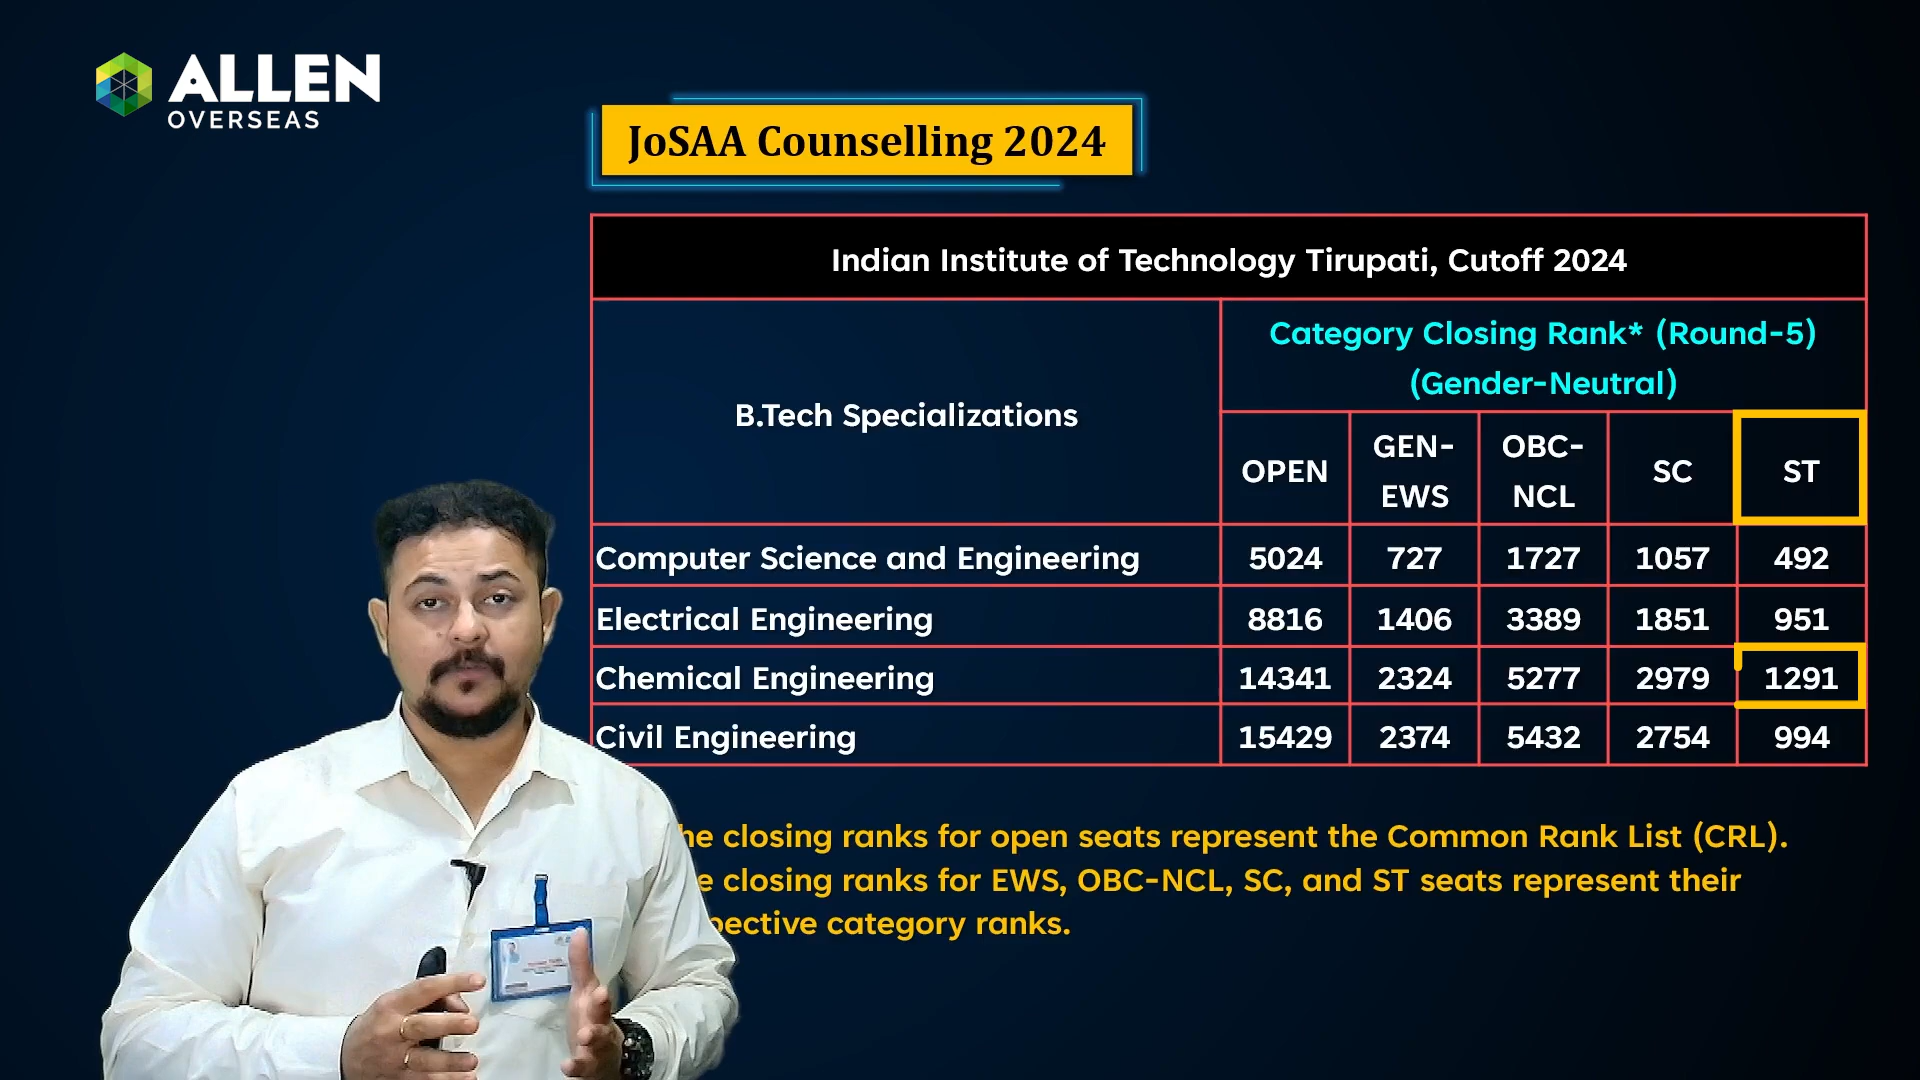 ALLEN
OVERSEAS
JoSAA Counselling 2024
Indian Institute of Technology Tirupati, Cutoff 2024
B.Tech Specializations
Category Closing Rank* (Round-5)
(Gender-Neutral)
OPEN
GEN-
EWS
OBC-
NCL
SC
ST
Computer Science and Engineering 5024 727 1727 1057 492
Electrical Engineering 8816 1406 3389 1851 951
Chemical Engineering 14341 2324 5277 2979 1291
Civil Engineering 15429 2374 5432 2754 994
closing ranks for open seats represent the Common Rank List (CRL).
closing ranks for EWS, OBC-NCL, SC, and ST seats represent their
category ranks.